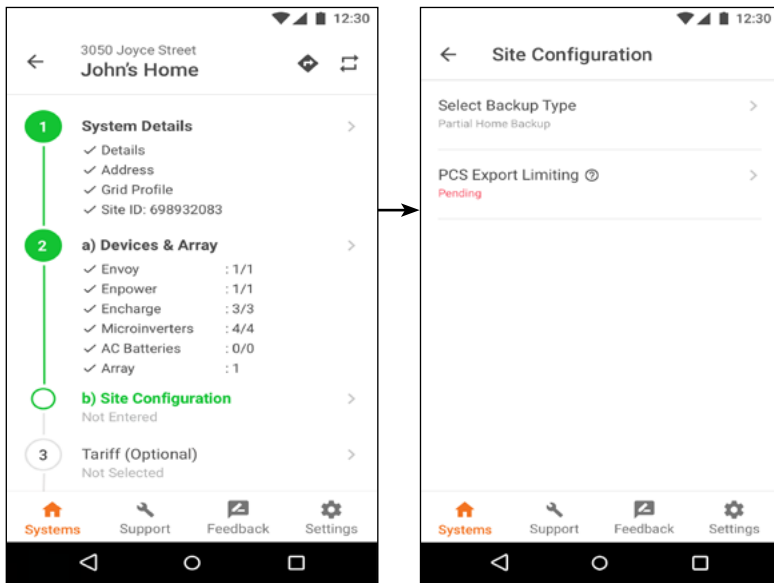 12:30
3050 Joyce Street
John's Home
1
System Details
✓ Details
✓ Address
✓ Grid Profile
✓ Site ID: 698932083
2
a) Devices & Array
✓ Envoy : 1/1
✓ Enpower : 1/1
✓ Encharge : 3/3
✓ Microinverters : 4/4
✓ AC Batteries : 0/0
✓ Array : 1
b) Site Configuration
Not Entered
3
Tariff (Optional)
Not Selected
Systems Support Feedback Settings
12:30
Site Configuration
Select Backup Type
Partial Home Backup
PCS Export Limiting
Pending
Systems Support Feedback Settings